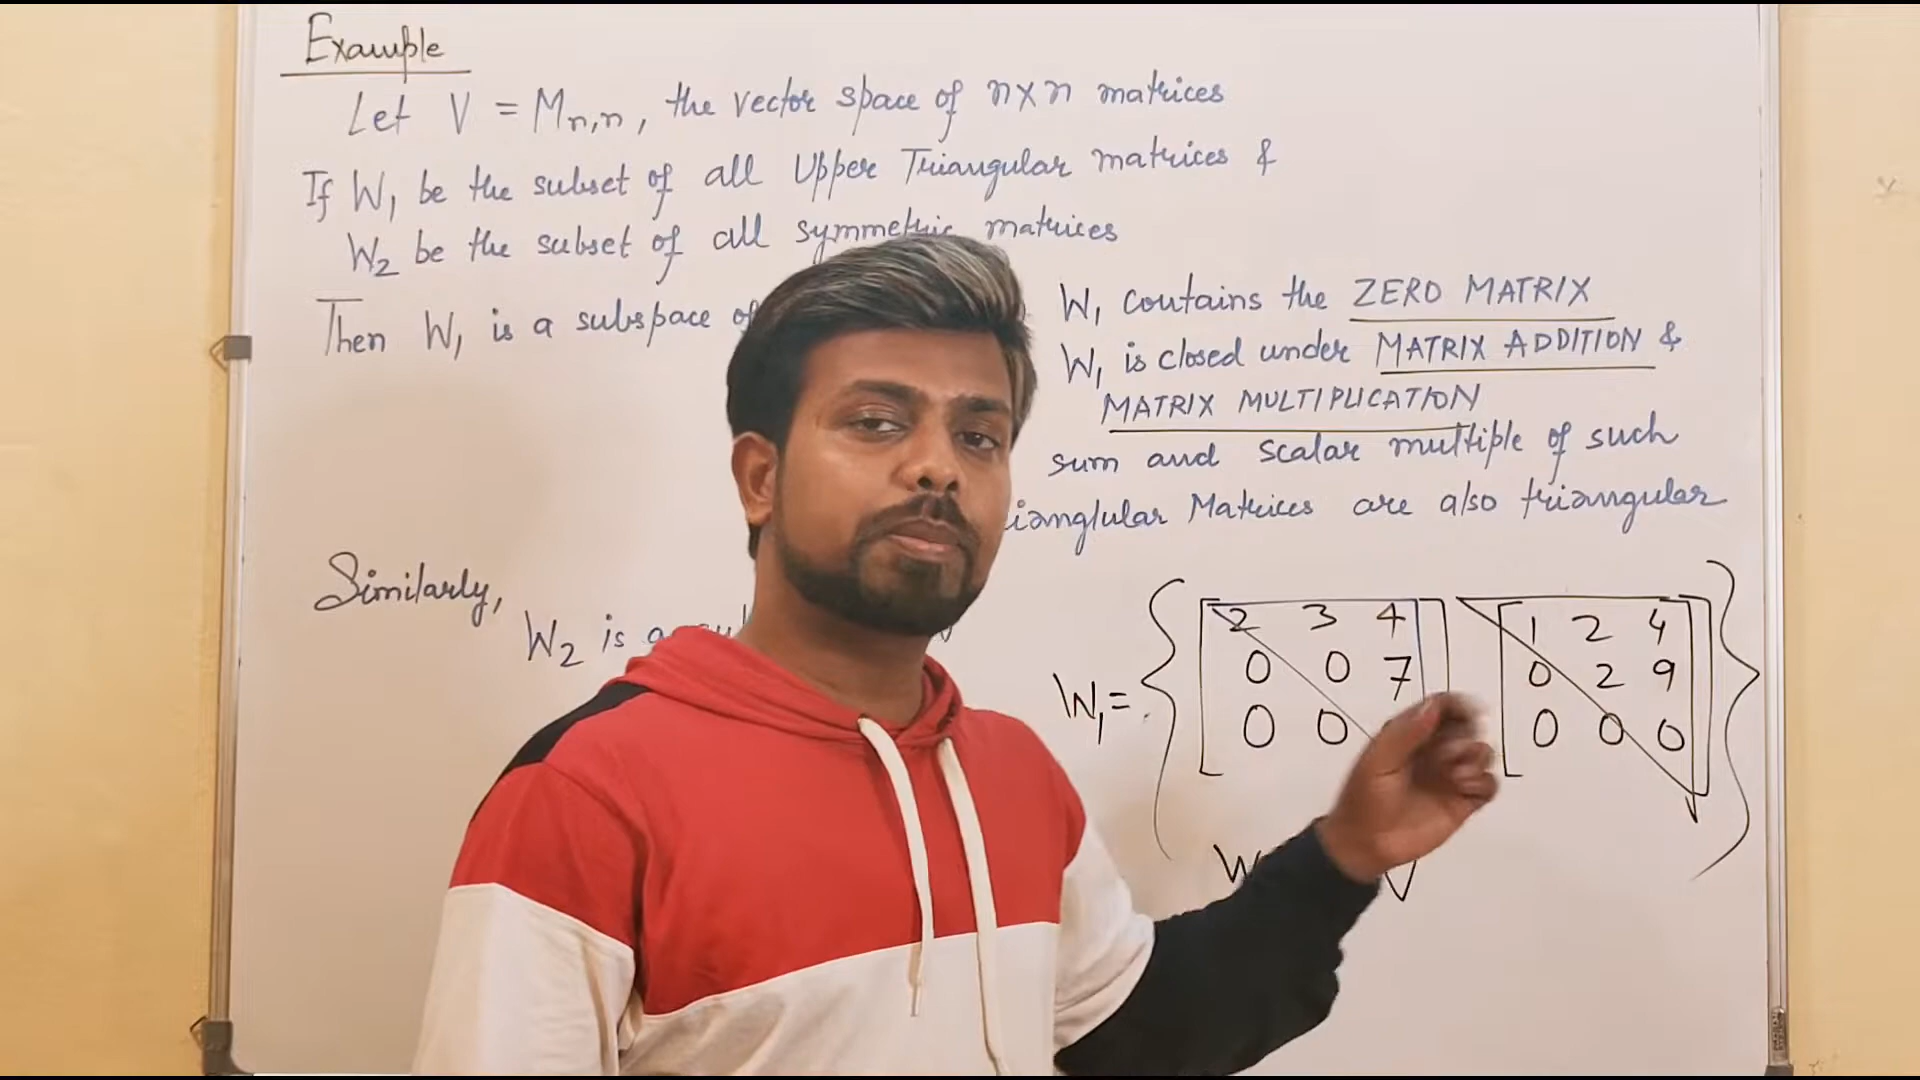 Example
Let V = Mn,n, the vector space of n×n matrices
If W₁ be the subset of all Upper Triangular matrices &
W₂ be the subset of all symmetric matrices
Then W₁ is a subspace of
W₁ contains the ZERO MATRIX
W₁ is closed under MATRIX ADDITION &
MATRIX MULTIPLICATION
sum and scalar multiple of such
ianglular Matrices are also triangular
Similarly,
W₂ is a
W₁ =
2 3 4
0 0 7
0 0
1 2 4
0 2 9
0 0 0
W V